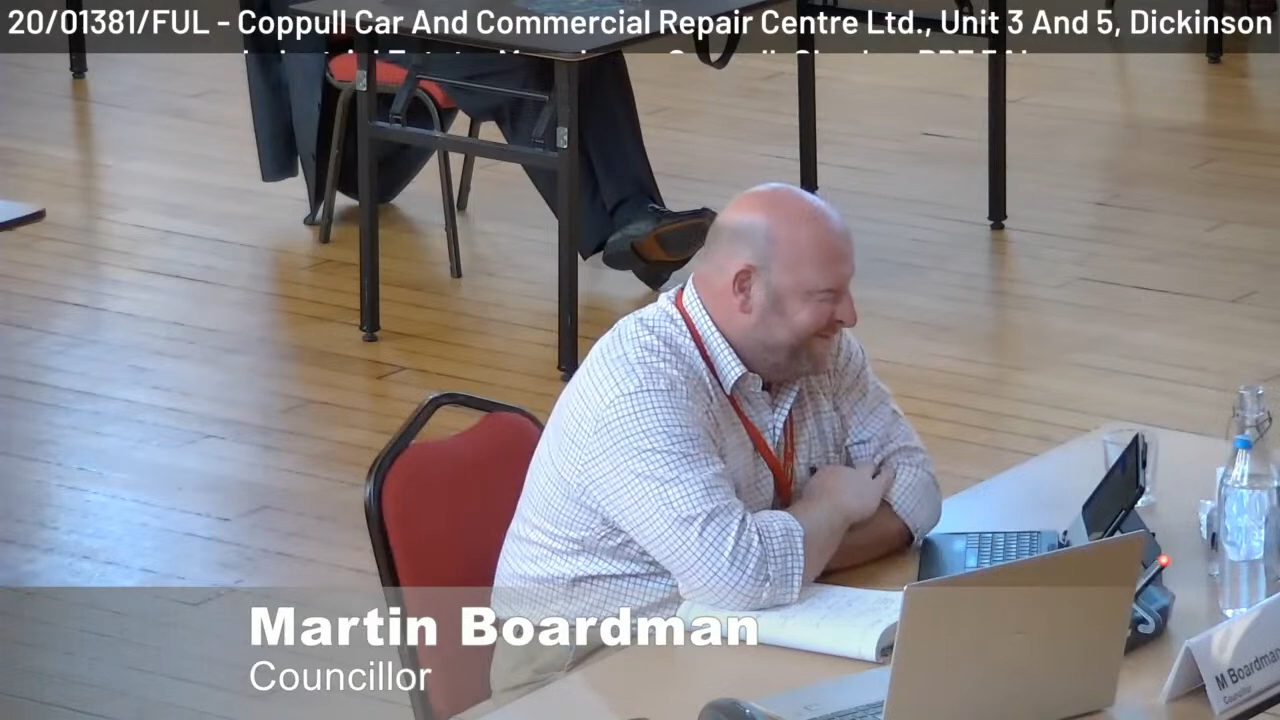 20/01381/FUL - Coppull Car And Commercial Repair Centre Ltd., Unit 3 And 5, Dickinson
Martin Boardman
Councillor
M Boardman
Councillor